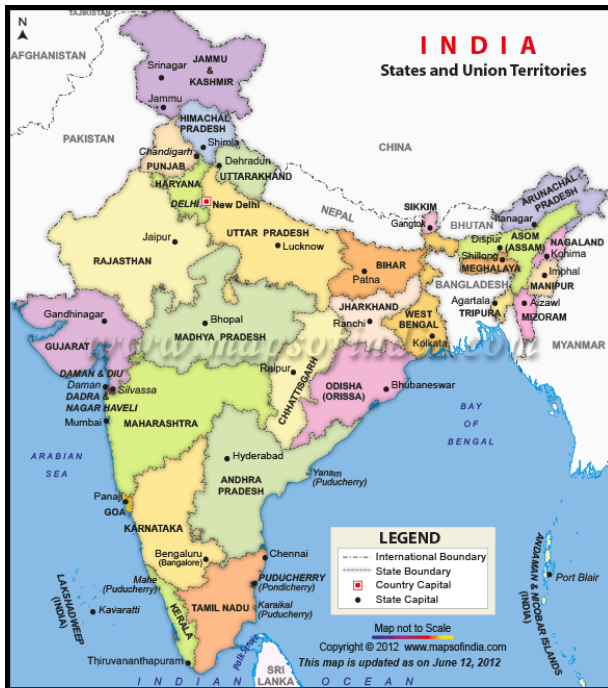 TAJIKISTAN
N
AFGHANISTAN
INDIA
States and Union Territories
JAMMU
&
KASHMIR
Srinagar
Jammu
HIMACHAL
PRADESH
PAKISTAN
Chandigarh
Shimla
CHINA
PUNJAB
Dehradun
UTTARAKHAND
HARYANA
DELHI
New Delhi
ARUNACHAL
PRADESH
SIKKIM
NEPAL
Gangtok
BHUTAN
Itanagar
Jaipur
UTTAR PRADESH
Lucknow
ASOM
(ASSAM)
Dispur
NAGALAND
Kohima
RAJASTHAN
BIHAR
Patna
Shillong
MEGHALAYA
Imphal
MANIPUR
BANGLADESH
Gandhinagar
Bhopal
JHARKHAND
Ranchi
WEST
BENGAL
Agartala
TRIPURA
Aizawl
MIZORAM
GUJARAT
MADHYA PRADESH
Kolkata
MYANMAR
www.mapsofindia.com
Raipur
CHHATTISGARH
DAMAN & DIU
Daman
Silvassa
DADRA &
NAGAR HAVELI
ODISHA
(ORISSA)
Bhubaneswar
Mumbai
MAHARASHTRA
BAY
OF
BENGAL
ARABIAN
SEA
Hyderabad
ANDHRA
PRADESH
Yanam
(Puducherry)
Panaji
GOA
KARNATAKA
Bengaluru
(Bangalore)
Chennai
LEGEND
International Boundary
State Boundary
Country Capital
State Capital
Mahe
(Puducherry)
PUDUCHERRY
(Pondicherry)
LAKSHADWEEP
(INDIA)
Kavaratti
KERALA
TAMIL NADU
Karaikal
(Puducherry)
ANDAMAN & NICOBAR ISLANDS
(INDIA)
Port Blair
Map not to Scale
Copyright © 2012 www.mapsofindia.com
This map is updated as on June 12, 2012
Thiruvananthapuram
Palk Strait
SRI
LANKA
INDIAN OCEAN